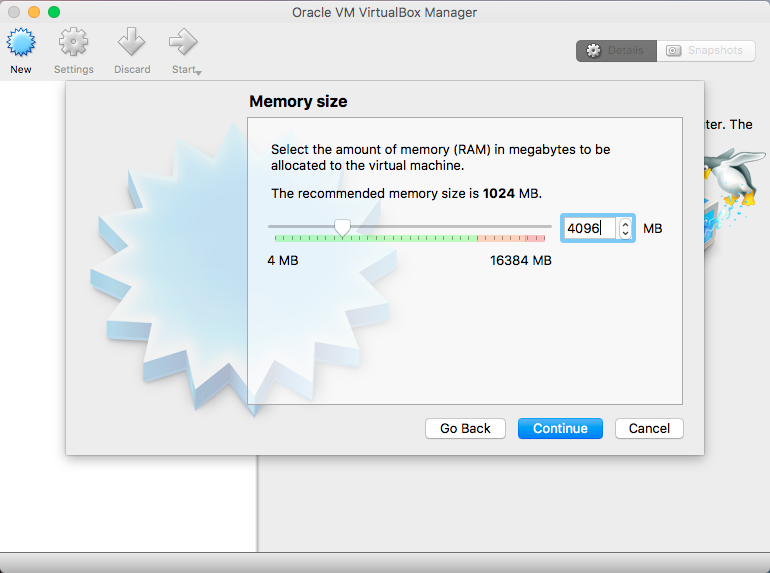 Oracle VM VirtualBox Manager
New
Settings
Discard
Start
Details
Snapshots
Memory size
ter. The
Select the amount of memory (RAM) in megabytes to be
allocated to the virtual machine.
The recommended memory size is 1024 MB.
4096 MB
4 MB
16384 MB
Go Back
Continue
Cancel